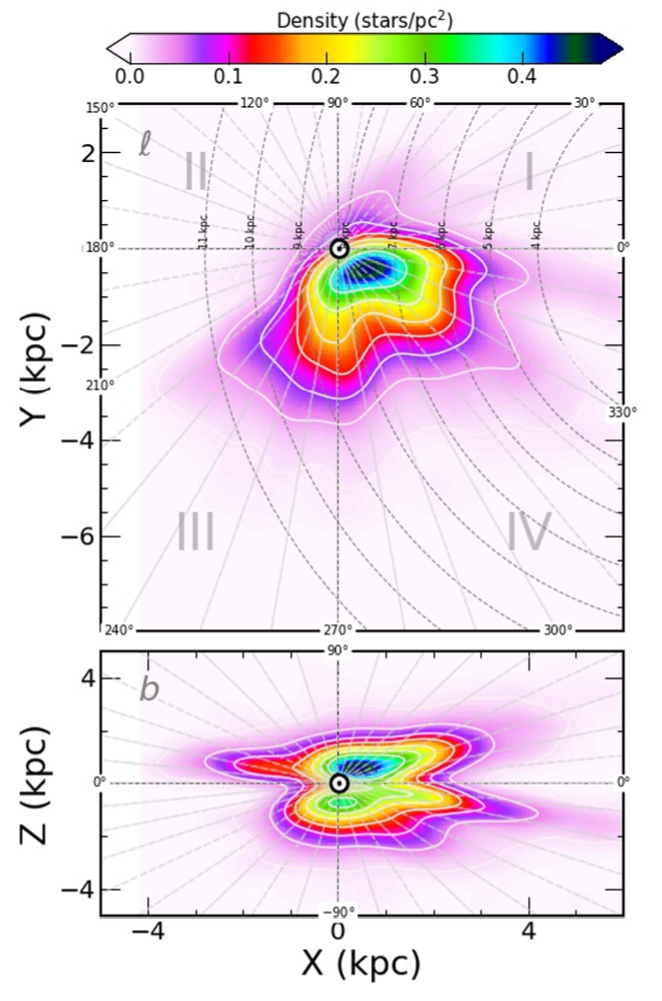 Density (stars/pc²)
0.0 0.1 0.2 0.3 0.4
150° 120° 90° 60° 30°
ℓ
II I
2
11 kpc 10 kpc 9 kpc 7 kpc 6 kpc 5 kpc 4 kpc
180° 0°
−2
210°
Y (kpc)
−4
330°
−6
III IV
240° 270° 300°
90°
4
b
Z (kpc)
0° 0 0°
−4
−90°
−4 0 4
X (kpc)